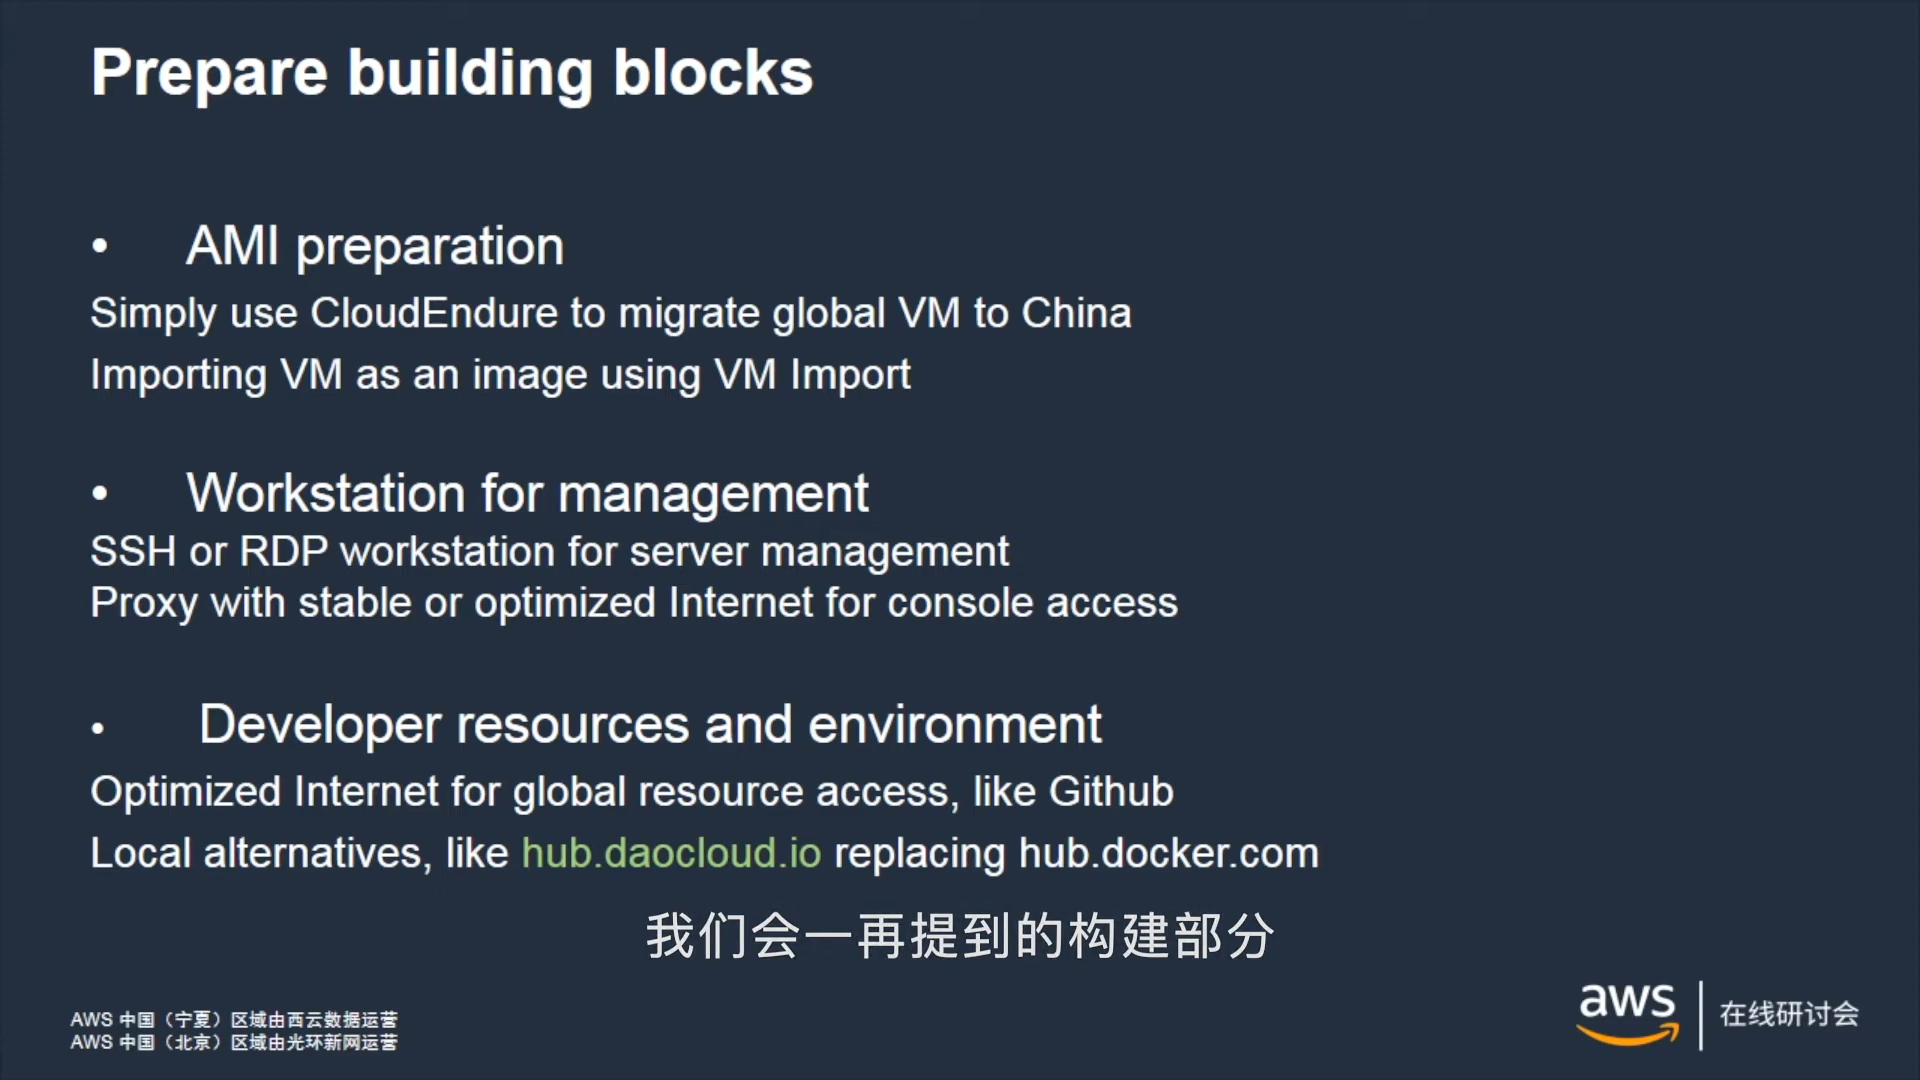 Prepare building blocks
• AMI preparation
Simply use CloudEndure to migrate global VM to China
Importing VM as an image using VM Import
• Workstation for management
SSH or RDP workstation for server management
Proxy with stable or optimized Internet for console access
• Developer resources and environment
Optimized Internet for global resource access, like Github
Local alternatives, like hub.daocloud.io replacing hub.docker.com
我们会一再提到的构建部分
AWS 中国（宁夏）区域由西云数据运营
AWS 中国（北京）区域由光环新网运营
aws 在线研讨会